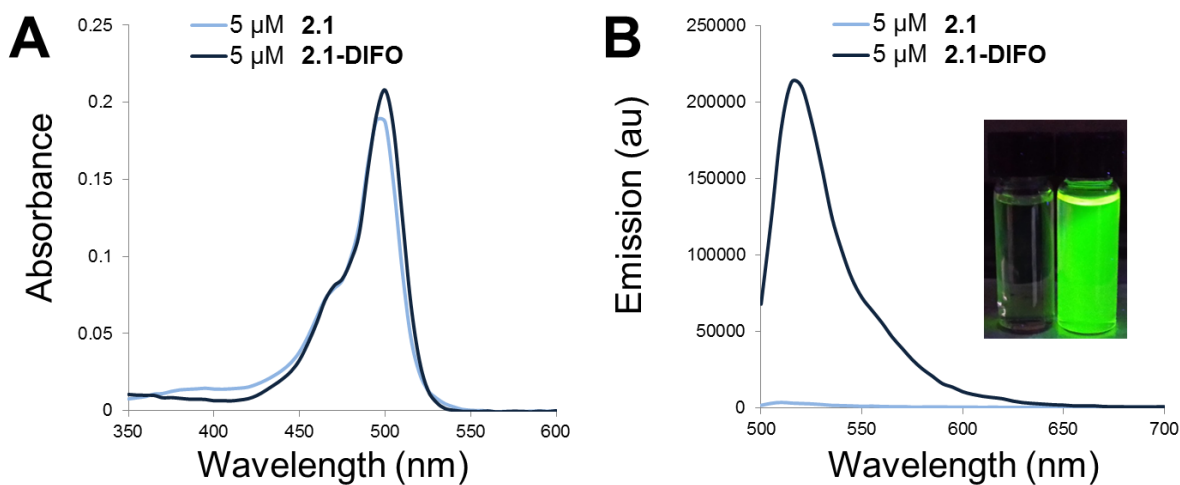 A
5 µM 2.1
5 µM 2.1-DIFO
0.25
0.2
0.15
0.1
0.05
0
Absorbance
350 400 450 500 550 600
Wavelength (nm)
B
5 µM 2.1
5 µM 2.1-DIFO
250000
200000
150000
100000
50000
0
Emission (au)
500 550 600 650 700
Wavelength (nm)